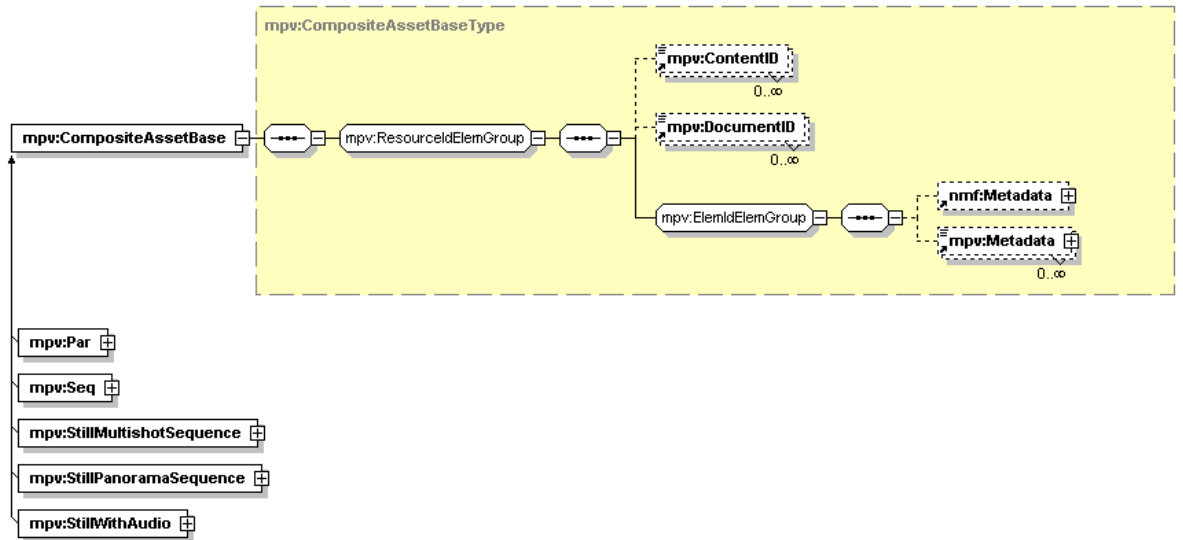 mpv:CompositeAssetBaseType
mpv:ContentID
0..∞
mpv:CompositeAssetBase
mpv:ResourceIdElemGroup
mpv:DocumentID
0..∞
mpv:ElemIdElemGroup
nmf:Metadata
mpv:Metadata
0..∞
mpv:Par
mpv:Seq
mpv:StillMultishotSequence
mpv:StillPanoramaSequence
mpv:StillWithAudio